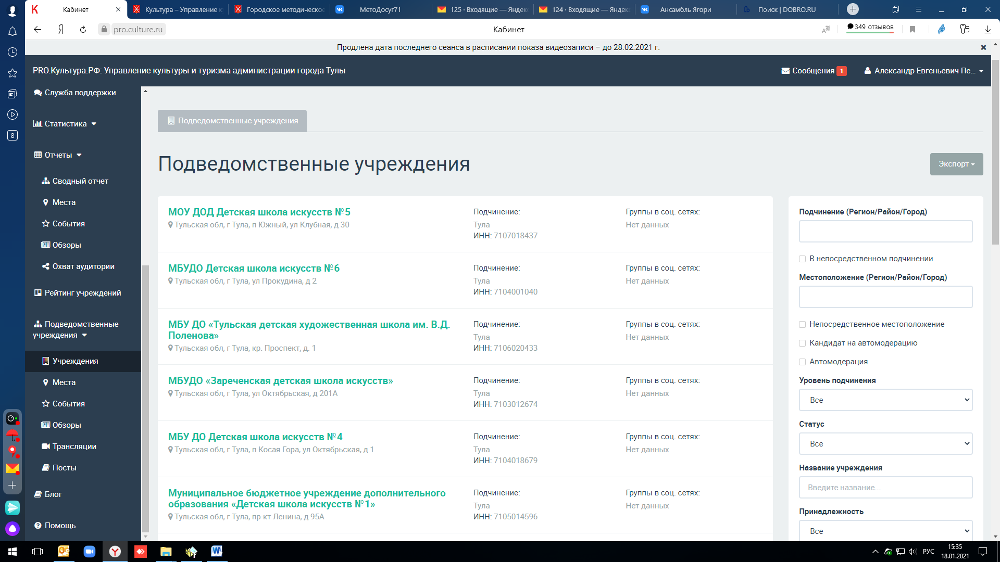 Кабинет
Культура – Управление к
Городское методическое
МетоДосуг71
125 · Входящие — Яндекс
124 · Входящие — Яндекс
Ансамбль Ягори
Поиск | DOBRO.RU
pro.culture.ru
Кабинет
349 отзывов
Продлена дата последнего сеанса в расписании показа видеозаписи – до 28.02.2021 г.
PRO.Культура.РФ: Управление культуры и туризма администрации города Тулы
Сообщения 1
Александр Евгеньевич Пе...
8
Служба поддержки
Статистика
Отчеты
Сводный отчет
Места
События
Обзоры
Охват аудитории
Рейтинг учреждений
Подведомственные
учреждения
Учреждения
Места
События
Обзоры
Трансляции
Посты
Блог
Помощь
Подведомственные учреждения
Подведомственные учреждения
Экспорт
МОУ ДОД Детская школа искусств №5
Тульская обл, г Тула, п Южный, ул Клубная, д 30
Подчинение:
Тула
ИНН: 7107018437
Группы в соц. сетях:
Нет данных
МБУДО Детская школа искусств №6
Тульская обл, г Тула, ул Прокудина, д 2
Подчинение:
Тула
ИНН: 7104001040
Группы в соц. сетях:
Нет данных
МБУ ДО «Тульская детская художественная школа им. В.Д.
Поленова»
Тульская обл, г Тула, кр. Проспект, д. 1
Подчинение:
Тула
ИНН: 7106020433
Группы в соц. сетях:
Нет данных
МБУДО «Зареченская детская школа искусств»
Тульская обл, г Тула, ул Октябрьская, д 201А
Подчинение:
Тула
ИНН: 7103012674
Группы в соц. сетях:
Нет данных
МБУ ДО Детская школа искусств №4
Тульская обл, г Тула, п Косая Гора, ул Октябрьская, д 1
Подчинение:
Тула
ИНН: 7104018679
Группы в соц. сетях:
Нет данных
Муниципальное бюджетное учреждение дополнительного
образования «Детская школа искусств №1»
Тульская обл, г Тула, пр-кт Ленина, д 95А
Подчинение:
Тула
ИНН: 7105014596
Группы в соц. сетях:
Нет данных
Подчинение (Регион/Район/Город)
В непосредственном подчинении
Местоположение (Регион/Район/Город)
Непосредственное местоположение
Кандидат на автомодерацию
Автомодерация
Уровень подчинения
Все
Статус
Все
Название учреждения
Введите название...
Принадлежность
Все
РУС
15:35
18.01.2021